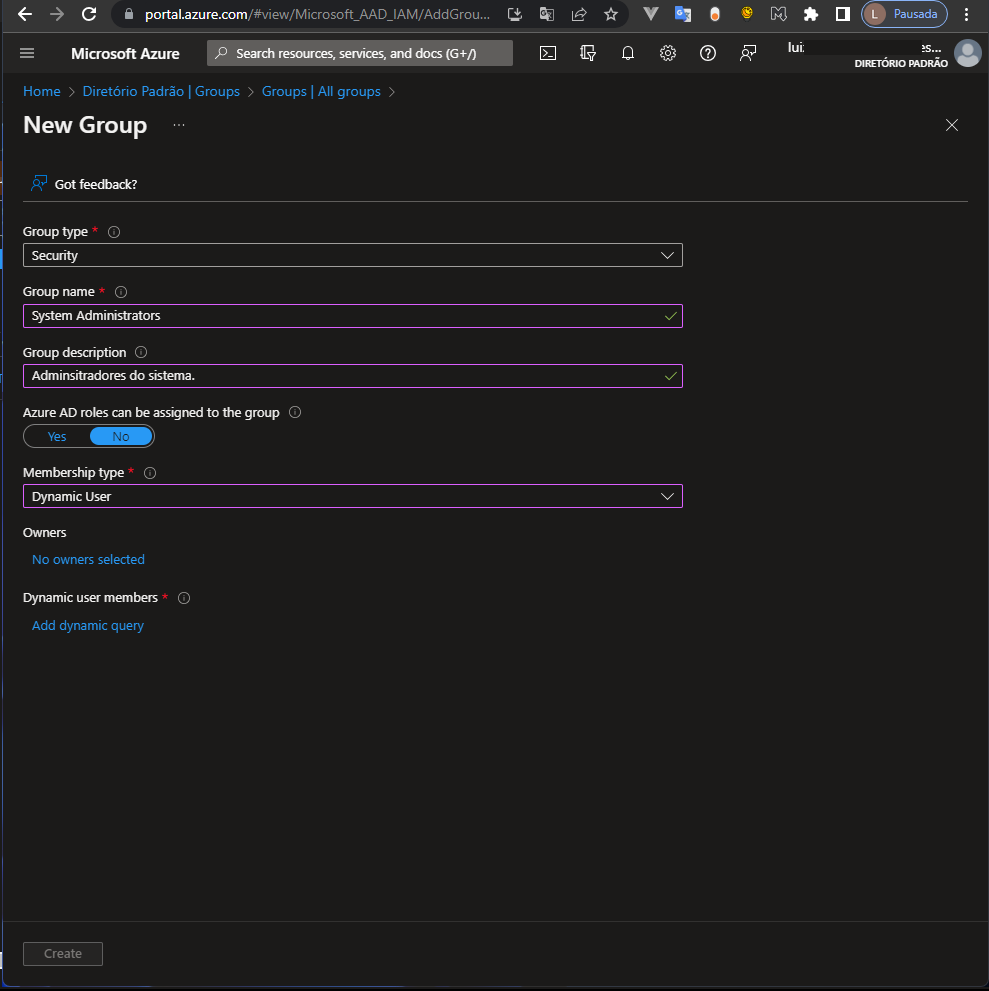 portal.azure.com/#view/Microsoft_AAD_IAM/AddGrou...
L Pausada
Microsoft Azure
Search resources, services, and docs (G+/)
luiz
es...
DIRETÓRIO PADRÃO
Home > Diretório Padrão | Groups > Groups | All groups >
New Group ...
Got feedback?
Group type *
Security
Group name *
System Administrators
Group description
Adminsitradores do sistema.
Azure AD roles can be assigned to the group
Yes No
Membership type *
Dynamic User
Owners
No owners selected
Dynamic user members *
Add dynamic query
Create